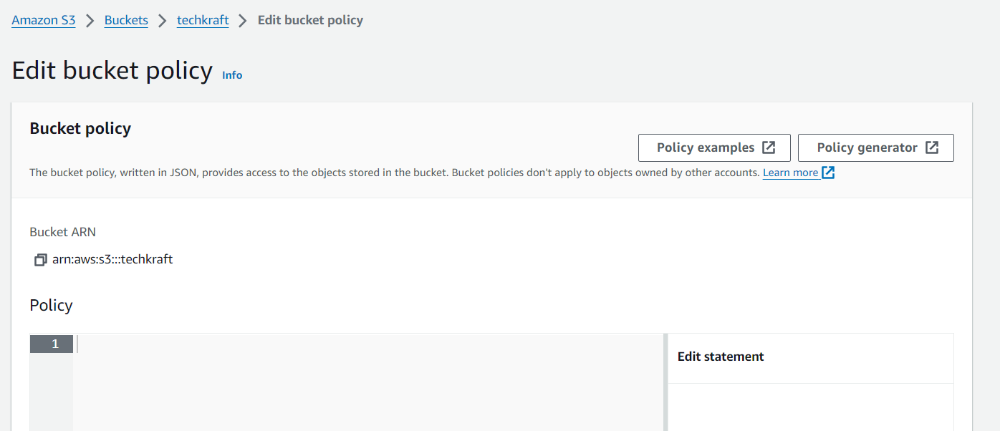 Amazon S3 > Buckets > techkraft > Edit bucket policy
Edit bucket policy Info
Bucket policy
Policy examples Policy generator
The bucket policy, written in JSON, provides access to the objects stored in the bucket. Bucket policies don't apply to objects owned by other accounts. Learn more
Bucket ARN
arn:aws:s3:::techkraft
Policy
1
Edit statement